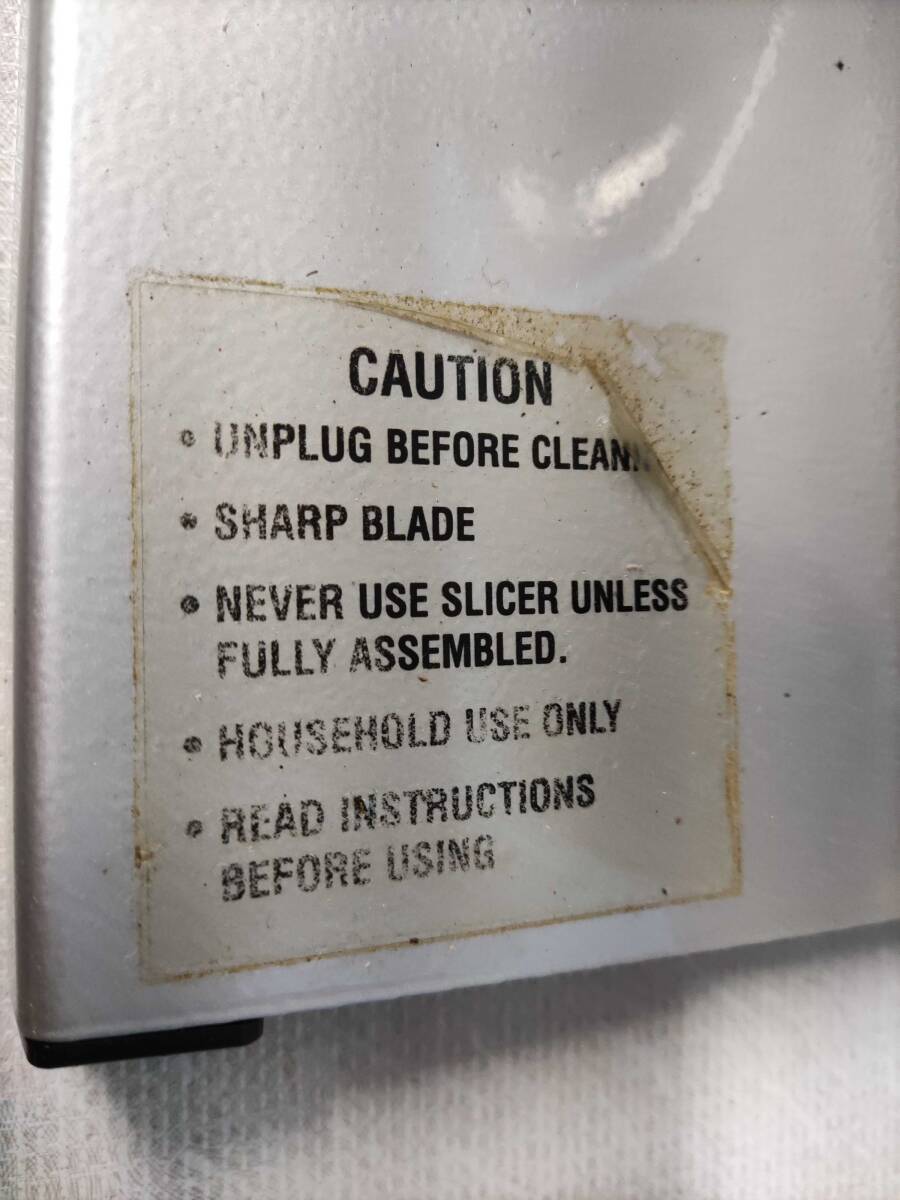 CAUTION
• UNPLUG BEFORE
• SHARP BLADE
• NEVER USE SLICER UNLESS
FULLY ASSEMBLED.
• HOUSEHOLD USE ONLY
• READ INSTRUCTIONS
BEFORE USING